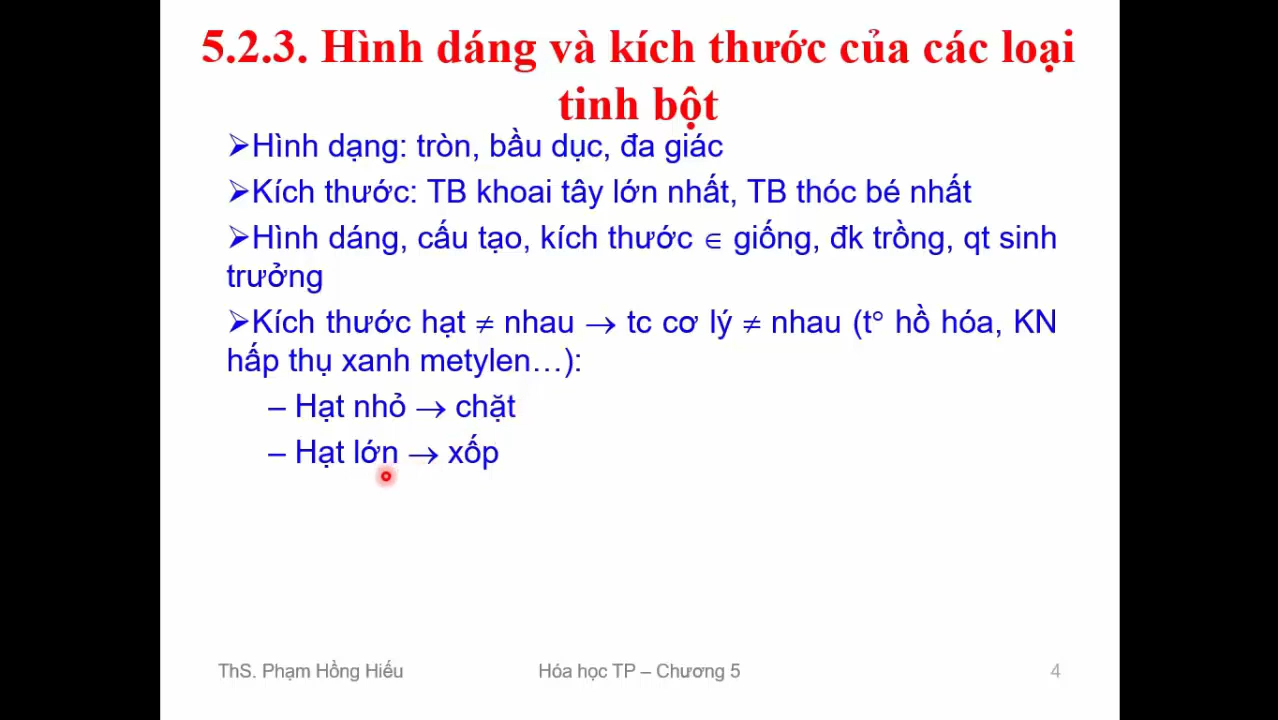 5.2.3. Hình dáng và kích thước của các loại
tinh bột
➢Hình dạng: tròn, bầu dục, đa giác
➢Kích thước: TB khoai tây lớn nhất, TB thóc bé nhất
➢Hình dáng, cấu tạo, kích thước ∈ giống, đk trồng, qt sinh
trưởng
➢Kích thước hạt ≠ nhau → tc cơ lý ≠ nhau (t° hồ hóa, KN
hấp thụ xanh metylen…):
– Hạt nhỏ → chặt
– Hạt lớn → xốp
ThS. Phạm Hồng Hiếu Hóa học TP – Chương 5 4